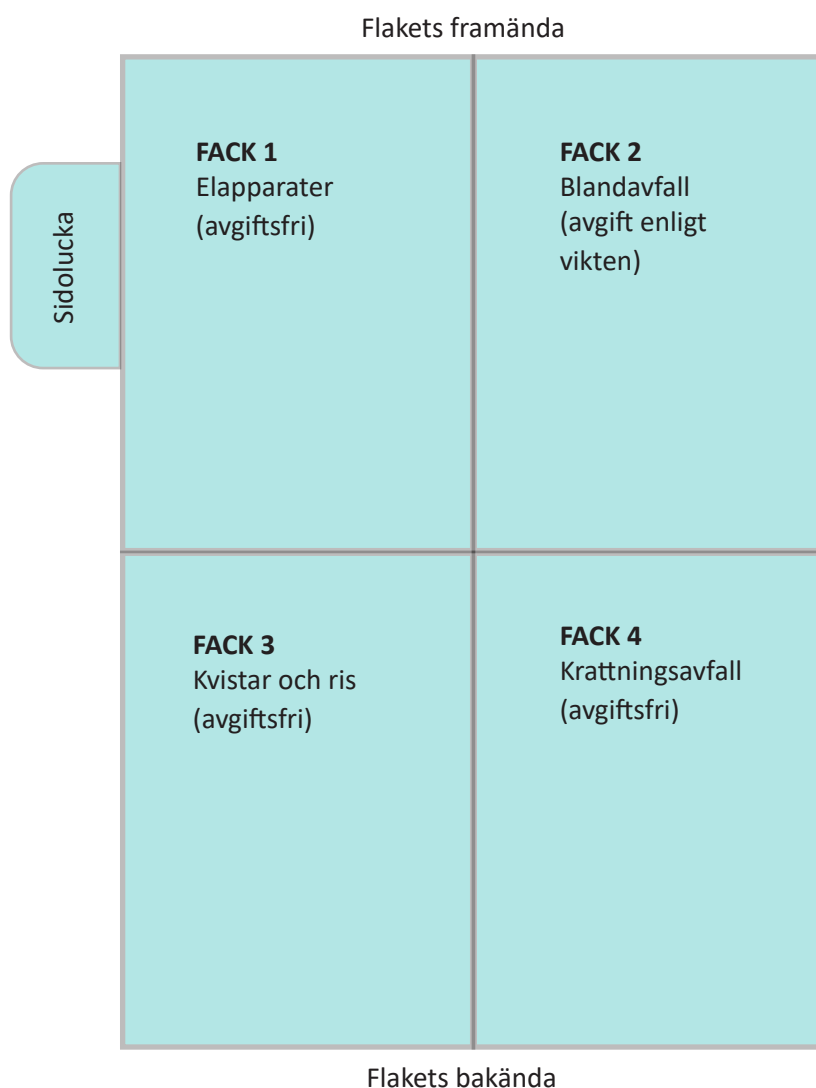 Flakets framända
FACK 1
Elapparater
(avgiftsfri)
FACK 2
Blandavfall
(avgift enligt
vikten)
Sidolucka
FACK 3
Kvistar och ris
(avgiftsfri)
FACK 4
Krattningsavfall
(avgiftsfri)
Flakets bakända